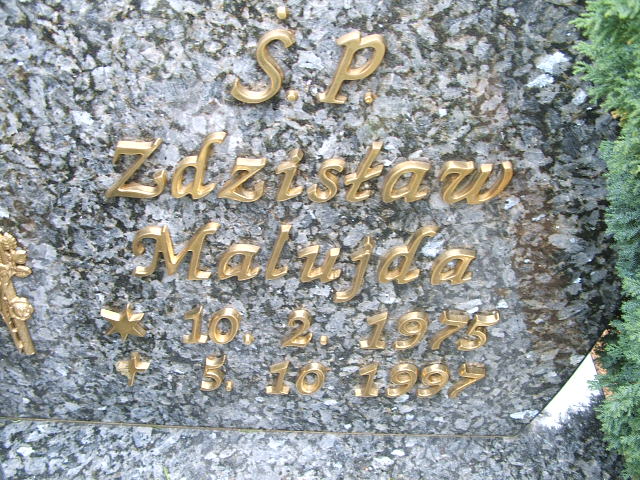 Ś.P.
Zdzisław
Malujda
10. 2. 1975
5. 10 1997